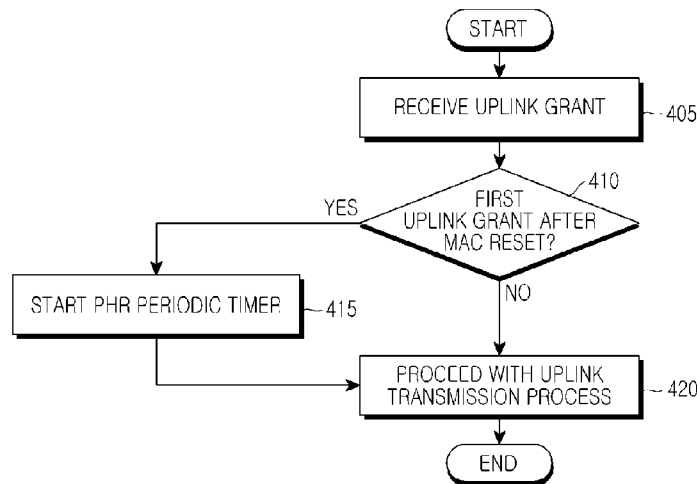 START
RECEIVE UPLINK GRANT
405
410
FIRST
UPLINK GRANT AFTER
MAC RESET?
YES
START PHR PERIODIC TIMER
415
NO
PROCEED WITH UPLINK
TRANSMISSION PROCESS
420
END